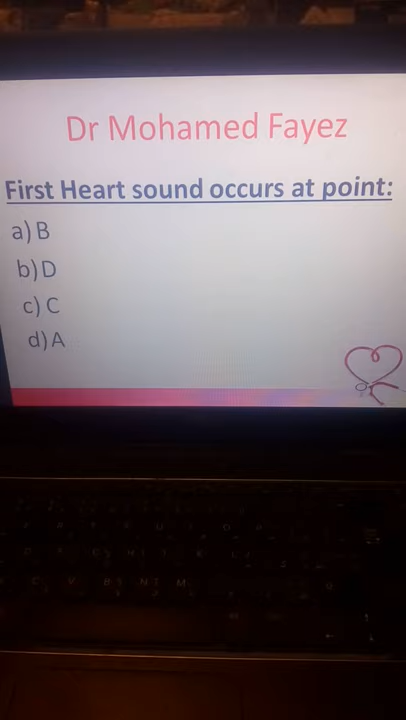 Dr Mohamed Fayez
First Heart sound occurs at point:
a) B
b) D
c) C
d) A